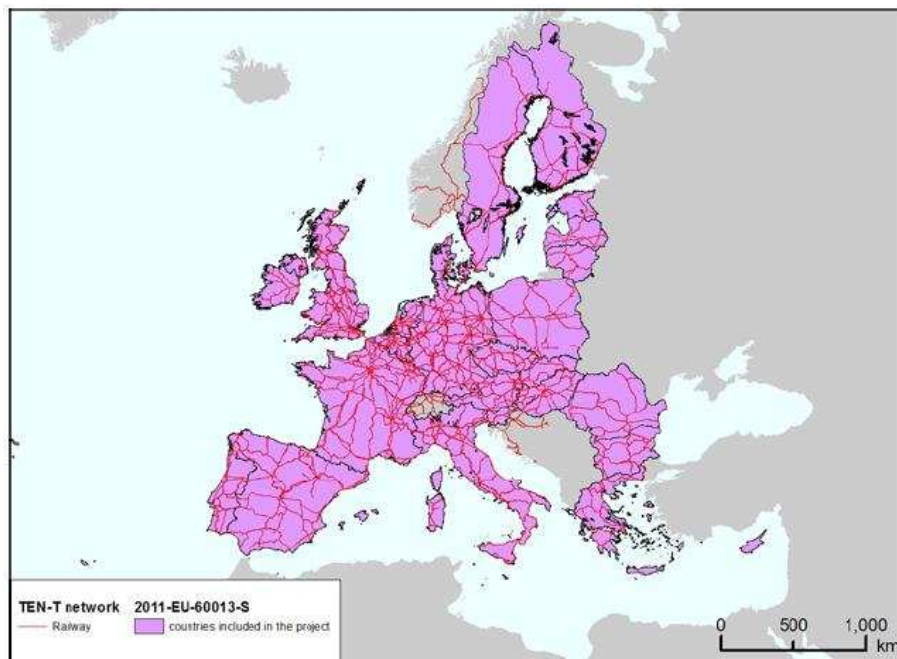 TEN-T network 2011-EU-60013-S
Railway countries included in the project
0 500 1,000
km